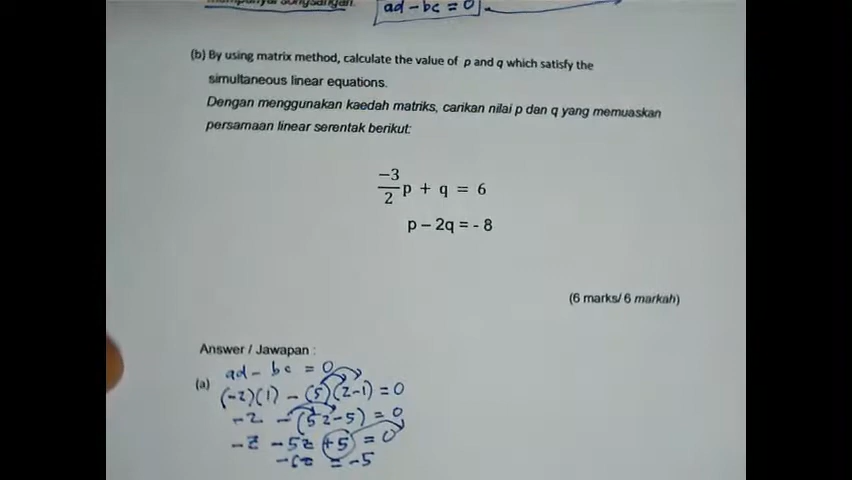 ad - bc = 0
(b) By using matrix method, calculate the value of p and q which satisfy the
simultaneous linear equations.
Dengan menggunakan kaedah matriks, carikan nilai p dan q yang memuaskan
persamaan linear serentak berikut:
-3/2 p + q = 6
p – 2q = - 8
(6 marks/ 6 markah)
Answer / Jawapan :
ad - bc = 0
(a) (-z)(1) - (5)(z-1) = 0
-z - (5z-5) = 0
-z - 5z + 5 = 0
-6z = -5